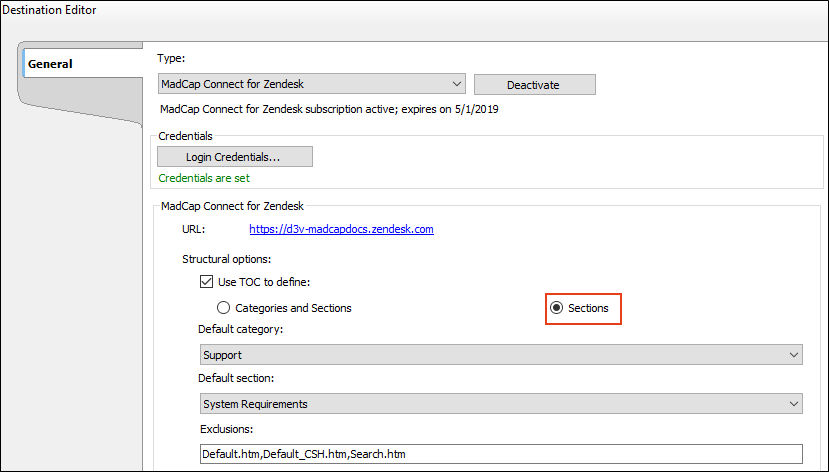 Destination Editor
General
Type:
MadCap Connect for Zendesk
Deactivate
MadCap Connect for Zendesk subscription active; expires on 5/1/2019
Credentials
Login Credentials...
Credentials are set
MadCap Connect for Zendesk
URL: https://d3v-madcapdocs.zendesk.com
Structural options:
Use TOC to define:
Categories and Sections
Sections
Default category:
Support
Default section:
System Requirements
Exclusions:
Default.htm,Default_CSH.htm,Search.htm